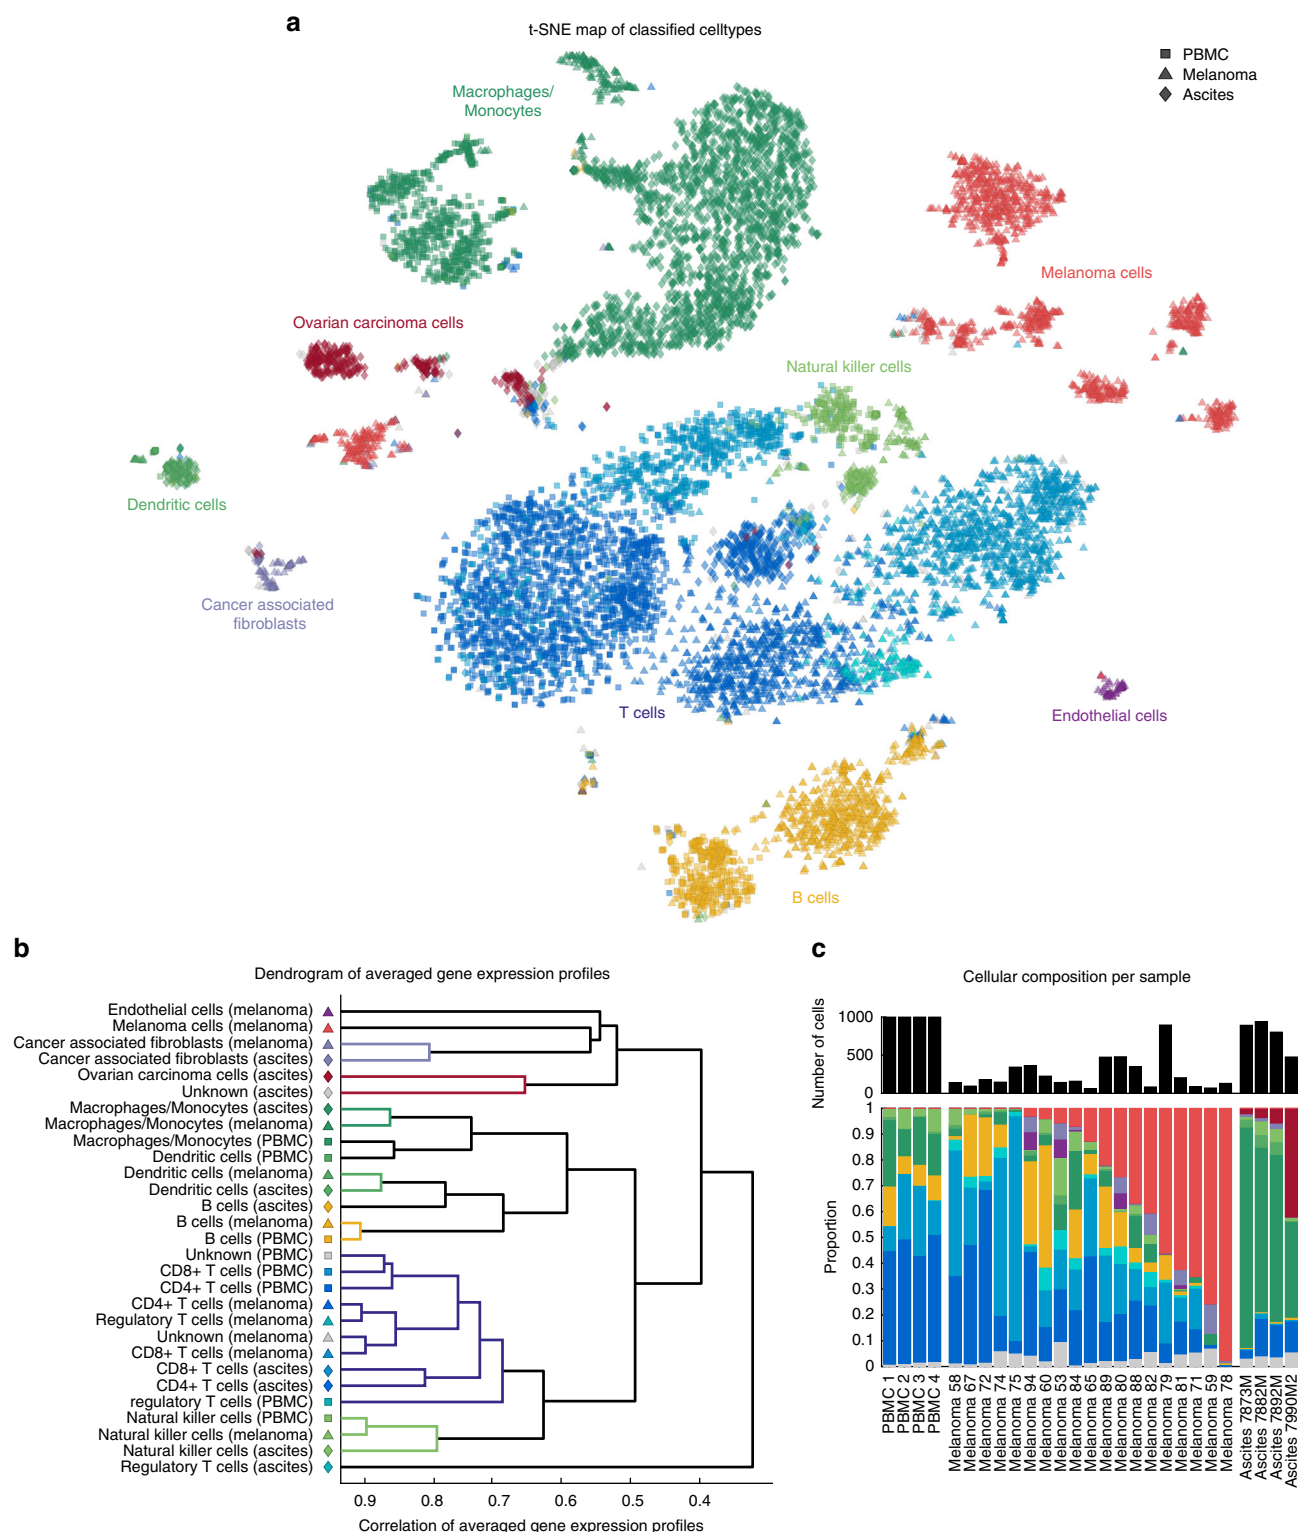 a
t-SNE map of classified celltypes
PBMC
Melanoma
Ascites
Macrophages/
Monocytes
Melanoma cells
Ovarian carcinoma cells
Natural killer cells
Dendritic cells
Cancer associated
fibroblasts
T cells
Endothelial cells
B cells
b
Dendrogram of averaged gene expression profiles
Endothelial cells (melanoma)
Melanoma cells (melanoma)
Cancer associated fibroblasts (melanoma)
Cancer associated fibroblasts (ascites)
Ovarian carcinoma cells (ascites)
Unknown (ascites)
Macrophages/Monocytes (ascites)
Macrophages/Monocytes (melanoma)
Macrophages/Monocytes (PBMC)
Dendritic cells (PBMC)
Dendritic cells (melanoma)
Dendritic cells (ascites)
B cells (ascites)
B cells (melanoma)
B cells (PBMC)
Unknown (PBMC)
CD8+ T cells (PBMC)
CD4+ T cells (PBMC)
CD4+ T cells (melanoma)
Regulatory T cells (melanoma)
Unknown (melanoma)
CD8+ T cells (melanoma)
CD8+ T cells (ascites)
CD4+ T cells (ascites)
regulatory T cells (PBMC)
Natural killer cells (PBMC)
Natural killer cells (melanoma)
Natural killer cells (ascites)
Regulatory T cells (ascites)
0.9 0.8 0.7 0.6 0.5 0.4
Correlation of averaged gene expression profiles
c
Cellular composition per sample
Number of cells
1000
500
0
Proportion
1
0.9
0.8
0.7
0.6
0.5
0.4
0.3
0.2
0.1
0
PBMC 1
PBMC 2
PBMC 3
PBMC 4
Melanoma 58
Melanoma 67
Melanoma 72
Melanoma 74
Melanoma 75
Melanoma 94
Melanoma 60
Melanoma 53
Melanoma 84
Melanoma 65
Melanoma 89
Melanoma 80
Melanoma 88
Melanoma 82
Melanoma 79
Melanoma 81
Melanoma 71
Melanoma 59
Melanoma 78
Ascites 7873M
Ascites 7882M
Ascites 7892M
Ascites 7990M2